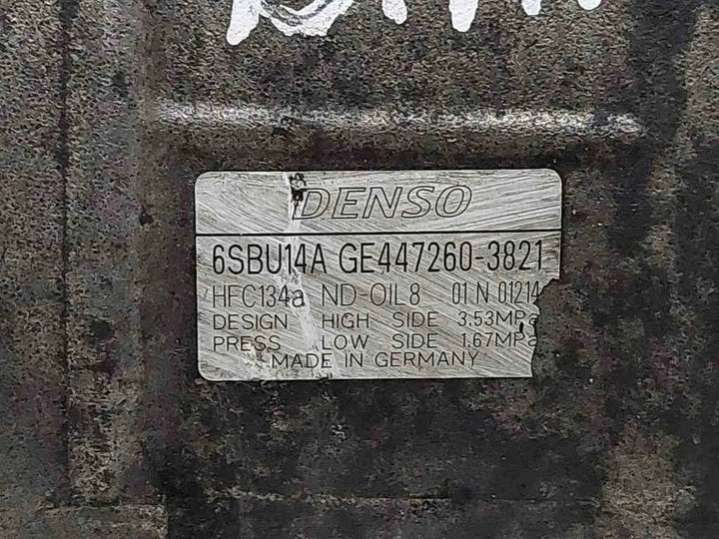 DENSO
6SBU14A GE447260-3821
HFC134a ND-OIL8 01 N 01214
DESIGN HIGH SIDE 3.53MPa
PRESS LOW SIDE 1.67MPa
MADE IN GERMANY